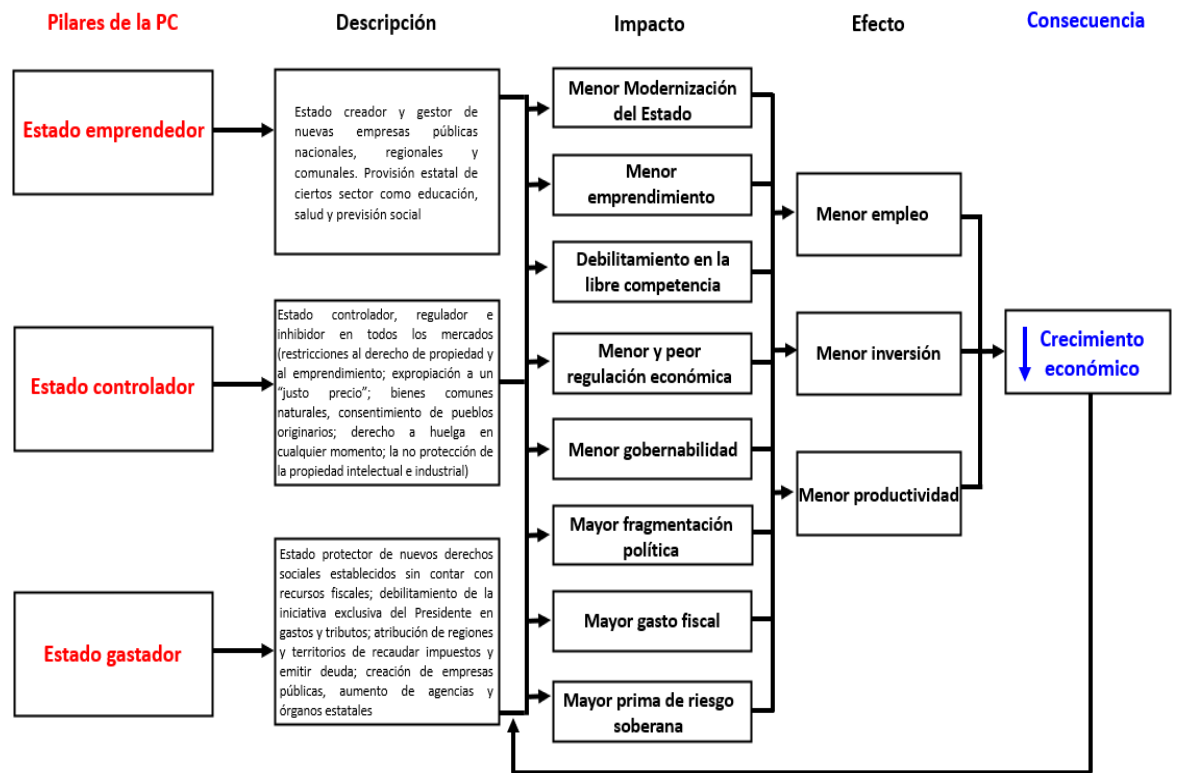 Pilares de la PC
Descripción
Impacto
Efecto
Consecuencia
Estado emprendedor
Estado creador y gestor de
nuevas empresas públicas
nacionales, regionales y
comunales. Provisión estatal de
ciertos sector como educación,
salud y previsión social
Estado controlador
Estado controlador, regulador e
inhibidor en todos los mercados
(restricciones al derecho de propiedad y
al emprendimiento; expropiación a un
“justo precio”; bienes comunes
naturales, consentimiento de pueblos
originarios; derecho a huelga en
cualquier momento; la no protección de
la propiedad intelectual e industrial)
Estado gastador
Estado protector de nuevos derechos
sociales establecidos sin contar con
recursos fiscales; debilitamiento de la
iniciativa exclusiva del Presidente en
gastos y tributos; atribución de regiones
y territorios de recaudar impuestos y
emitir deuda; creación de empresas
públicas, aumento de agencias y
órganos estatales
Menor Modernización
del Estado
Menor
emprendimiento
Debilitamiento en la
libre competencia
Menor y peor
regulación económica
Menor gobernabilidad
Mayor fragmentación
política
Mayor gasto fiscal
Mayor prima de riesgo
soberana
Menor empleo
Menor inversión
Menor productividad
Crecimiento
económico